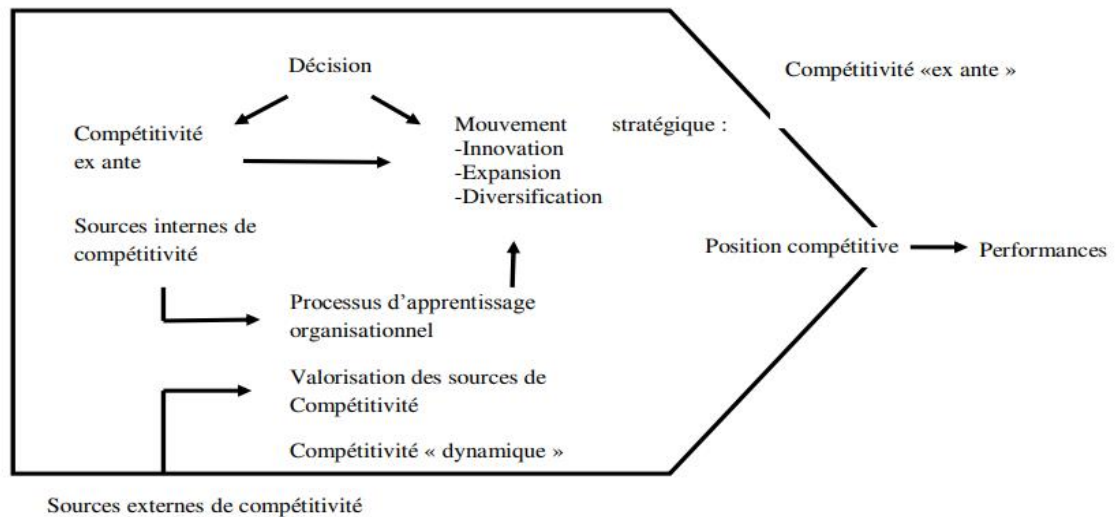 Décision
Compétitivité «ex ante »
Compétitivité
ex ante
Mouvement stratégique :
-Innovation
-Expansion
-Diversification
Sources internes de
compétitivité
Position compétitive
Performances
Processus d’apprentissage
organisationnel
Valorisation des sources de
Compétitivité
Compétitivité « dynamique »
Sources externes de compétitivité